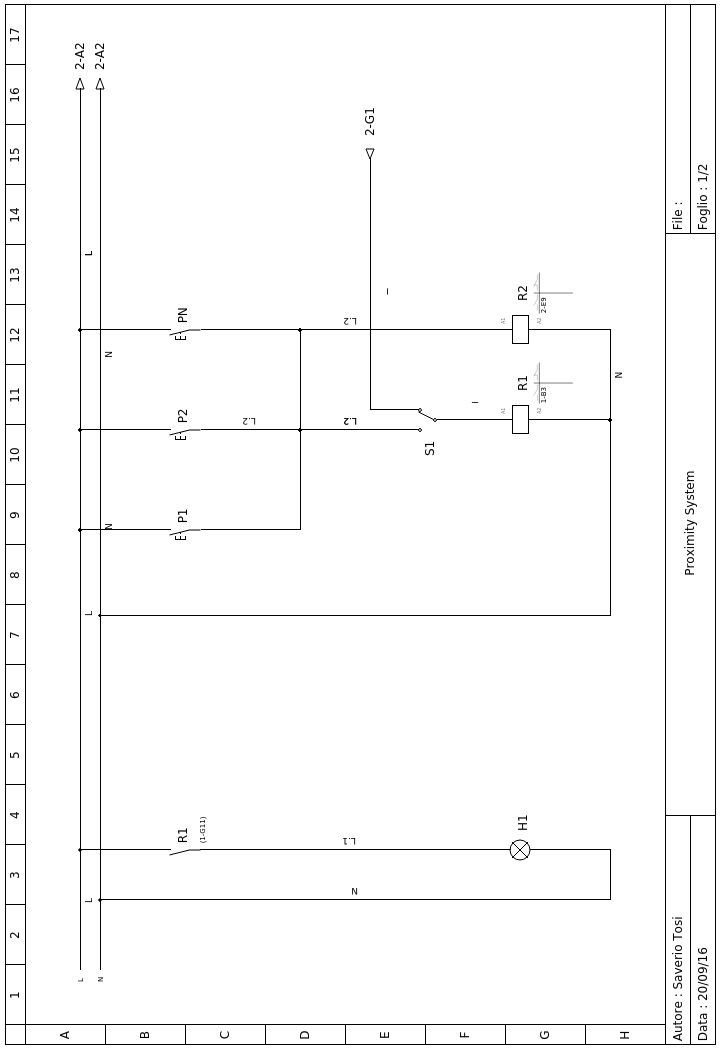 1 2 3 4 5 6 7 8 9 10 11 12 13 14 15 16 17
A
B
C
D
E
F
G
H
L
N
L
L
L
2-A2
2-A2
N
N
R1
(1-G11)
P1
P2
PN
L.2
N
L.1
L.2
L.2
2-G1
I
S1
I
H1
R1
A1
A2
1-B3
R2
A1
A2
2-E9
N
Autore : Saverio Tosi
Data : 20/09/16
Proximity System
File :
Foglio : 1/2